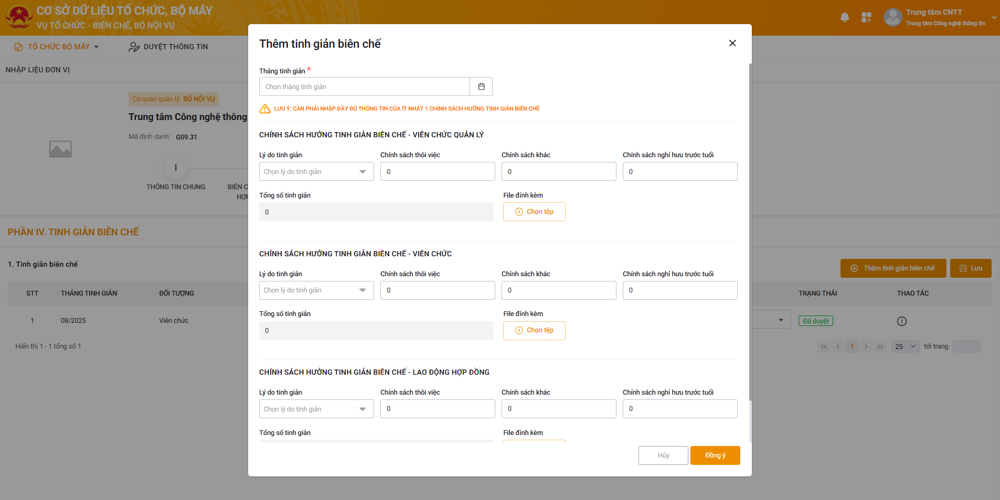 CƠ SỞ DỮ LIỆU TỔ CHỨC, BỘ MÁY
VỤ TỔ CHỨC - BIÊN CHẾ, BỘ NỘI VỤ
Trung tâm CNTT
Trung tâm Công nghệ thông tin
TỔ CHỨC BỘ MÁY
DUYỆT THÔNG TIN
NHẬP LIỆU ĐƠN VỊ
Cơ quan quản lý: BỘ NỘI VỤ
Trung tâm Công nghệ thông
Mã định danh: G09.31
I
THÔNG TIN CHUNG
BIÊN C
HỢP
PHẦN IV. TINH GIẢN BIÊN CHẾ
1. Tinh giản biên chế
Thêm tinh giản biên chế
Lưu
STT THÁNG TINH GIẢN ĐỐI TƯỢNG TRẠNG THÁI THAO TÁC
1 08/2025 Viên chức Đã duyệt
Hiển thị 1 - 1 tổng số 1
1 25 tới trang
Thêm tinh giản biên chế
Tháng tinh giản *
Chọn tháng tinh giản
LƯU Ý: CẦN PHẢI NHẬP ĐẦY ĐỦ THÔNG TIN CỦA ÍT NHẤT 1 CHÍNH SÁCH HƯỞNG TINH GIẢN BIÊN CHẾ
CHÍNH SÁCH HƯỞNG TINH GIẢN BIÊN CHẾ - VIÊN CHỨC QUẢN LÝ
Lý do tinh giản Chính sách thôi việc Chính sách khác Chính sách nghỉ hưu trước tuổi
Chọn lý do tinh giản 0 0 0
Tổng số tinh giản File đính kèm
0 Chọn tệp
CHÍNH SÁCH HƯỞNG TINH GIẢN BIÊN CHẾ - VIÊN CHỨC
Lý do tinh giản Chính sách thôi việc Chính sách khác Chính sách nghỉ hưu trước tuổi
Chọn lý do tinh giản 0 0 0
Tổng số tinh giản File đính kèm
0 Chọn tệp
CHÍNH SÁCH HƯỞNG TINH GIẢN BIÊN CHẾ - LAO ĐỘNG HỢP ĐỒNG
Lý do tinh giản Chính sách thôi việc Chính sách khác Chính sách nghỉ hưu trước tuổi
Chọn lý do tinh giản 0 0 0
Tổng số tinh giản File đính kèm
Hủy Đồng ý